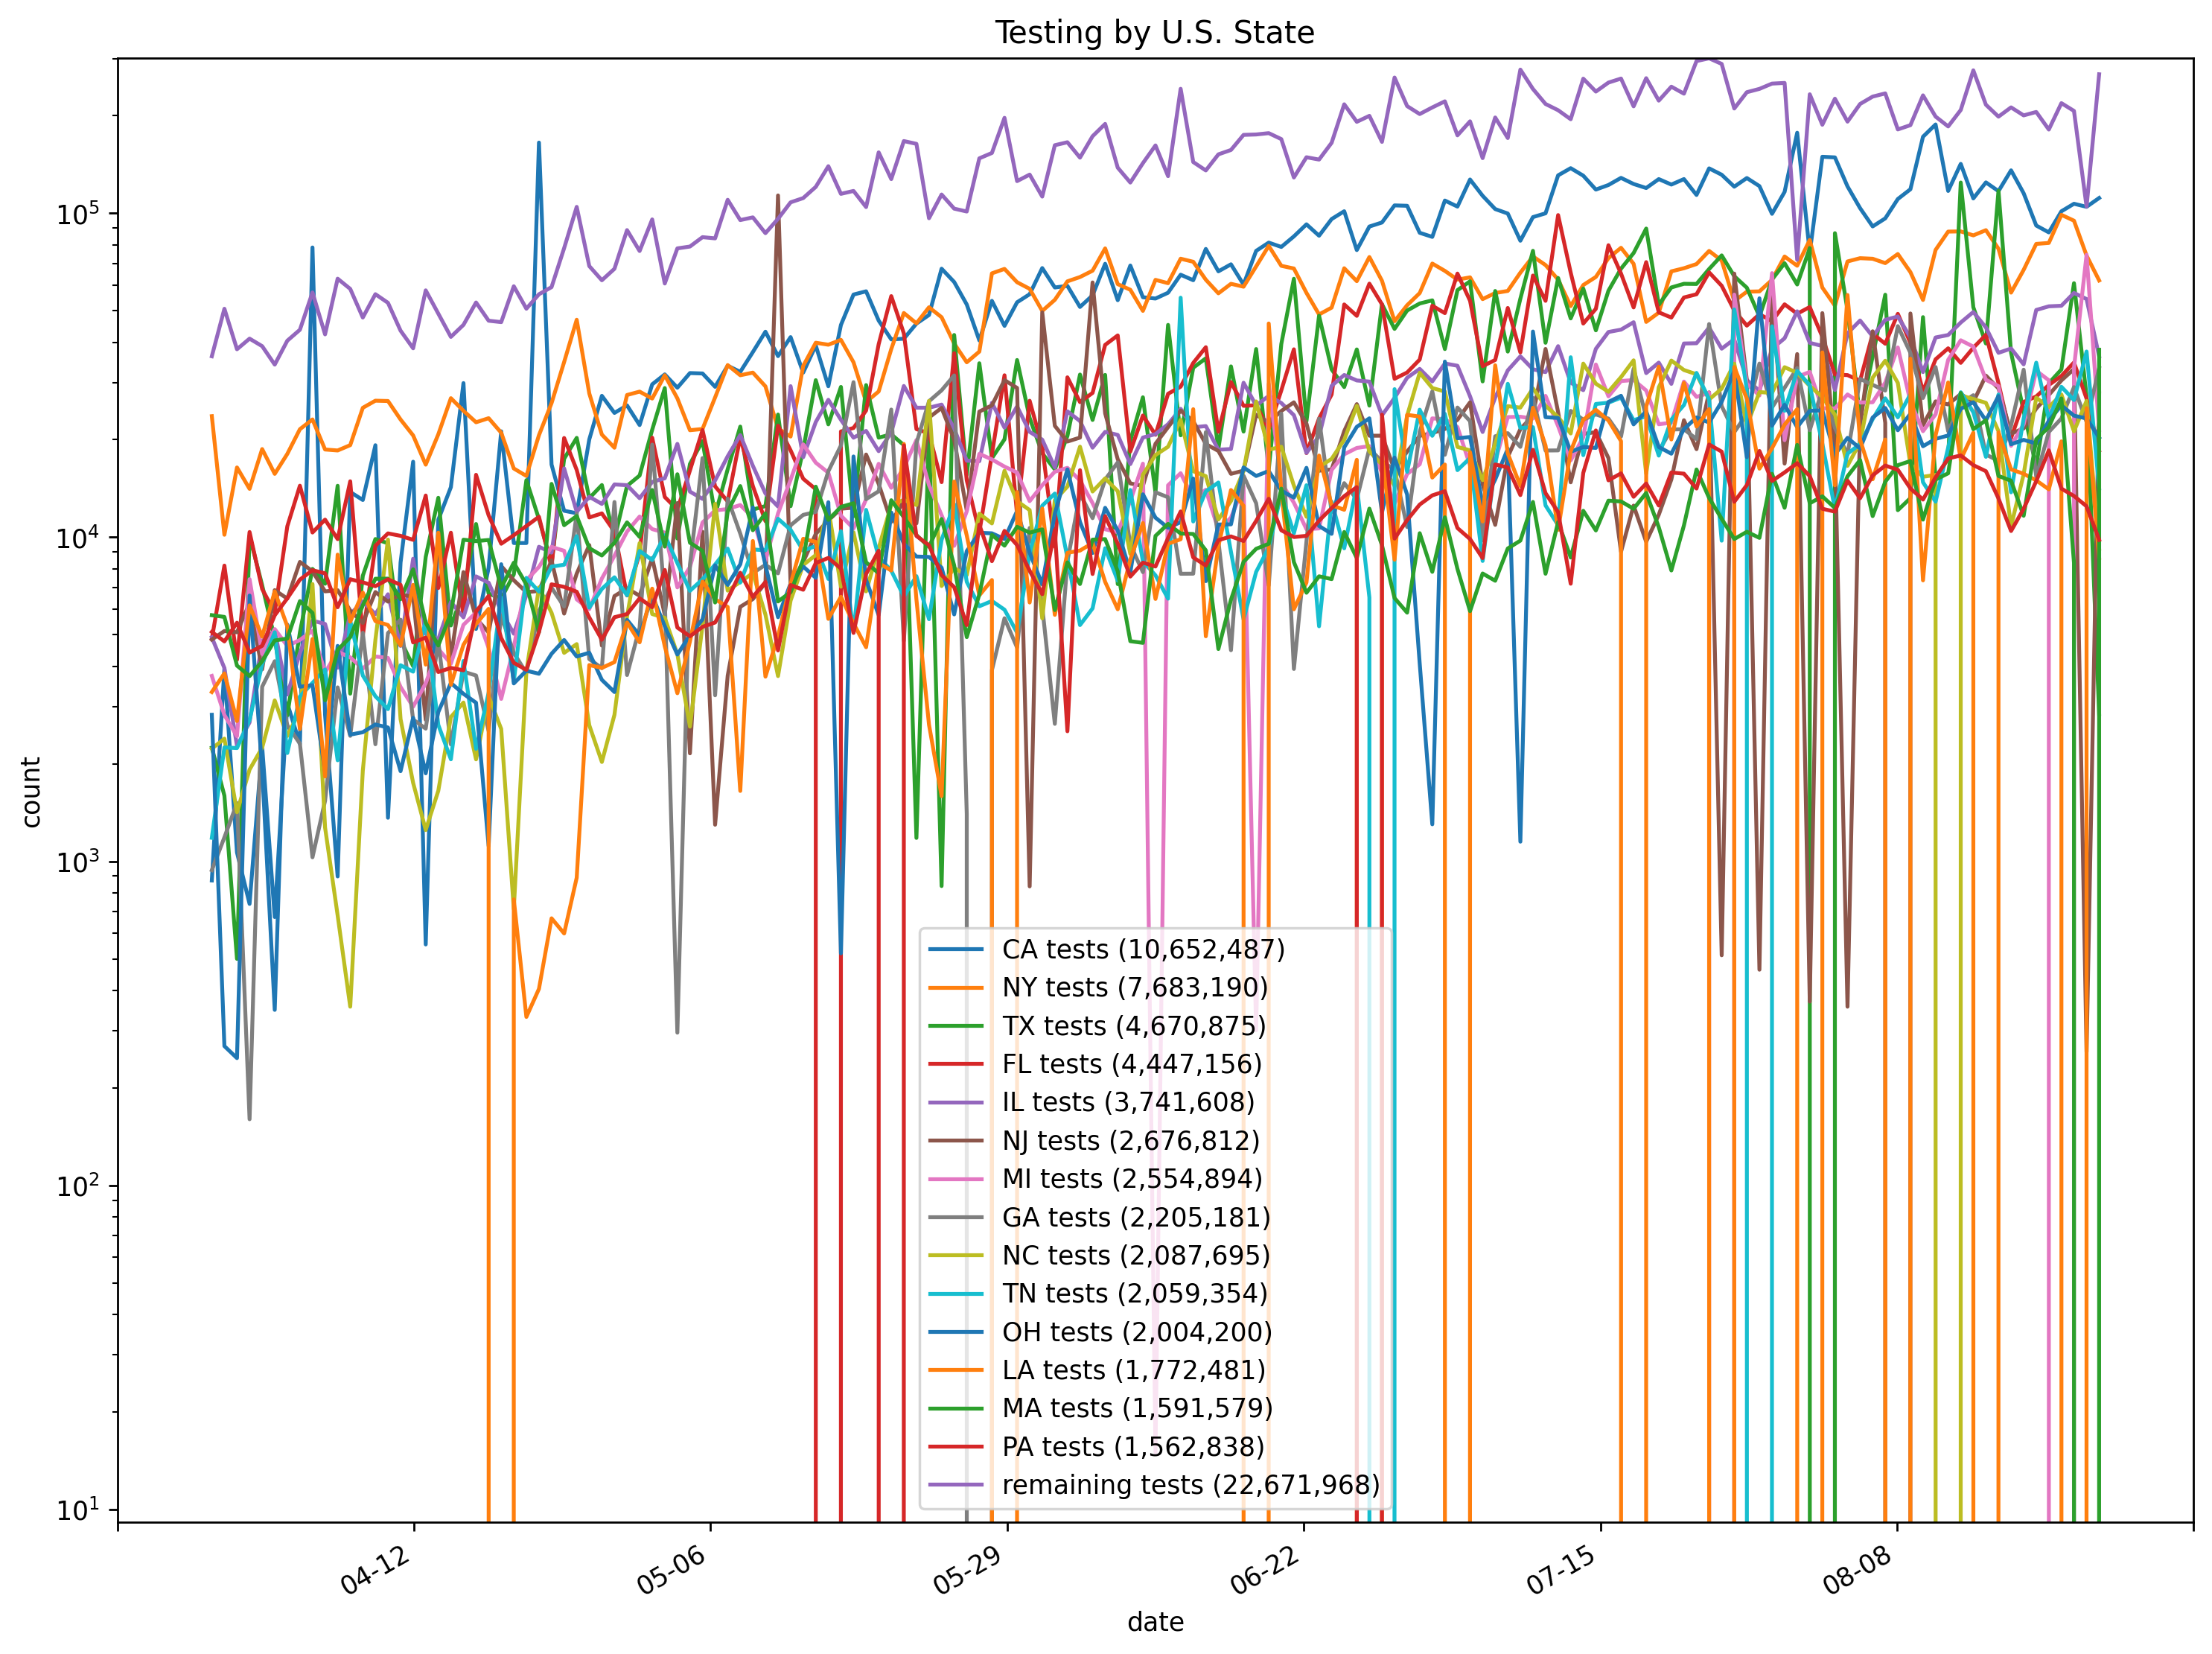 Testing by U.S. State
10^5
10^4
10^3
10^2
10^1
count
CA tests (10,652,487)
NY tests (7,683,190)
TX tests (4,670,875)
FL tests (4,447,156)
IL tests (3,741,608)
NJ tests (2,676,812)
MI tests (2,554,894)
GA tests (2,205,181)
NC tests (2,087,695)
TN tests (2,059,354)
OH tests (2,004,200)
LA tests (1,772,481)
MA tests (1,591,579)
PA tests (1,562,838)
remaining tests (22,671,968)
04-12 05-06 05-29 06-22 07-15 08-08
date